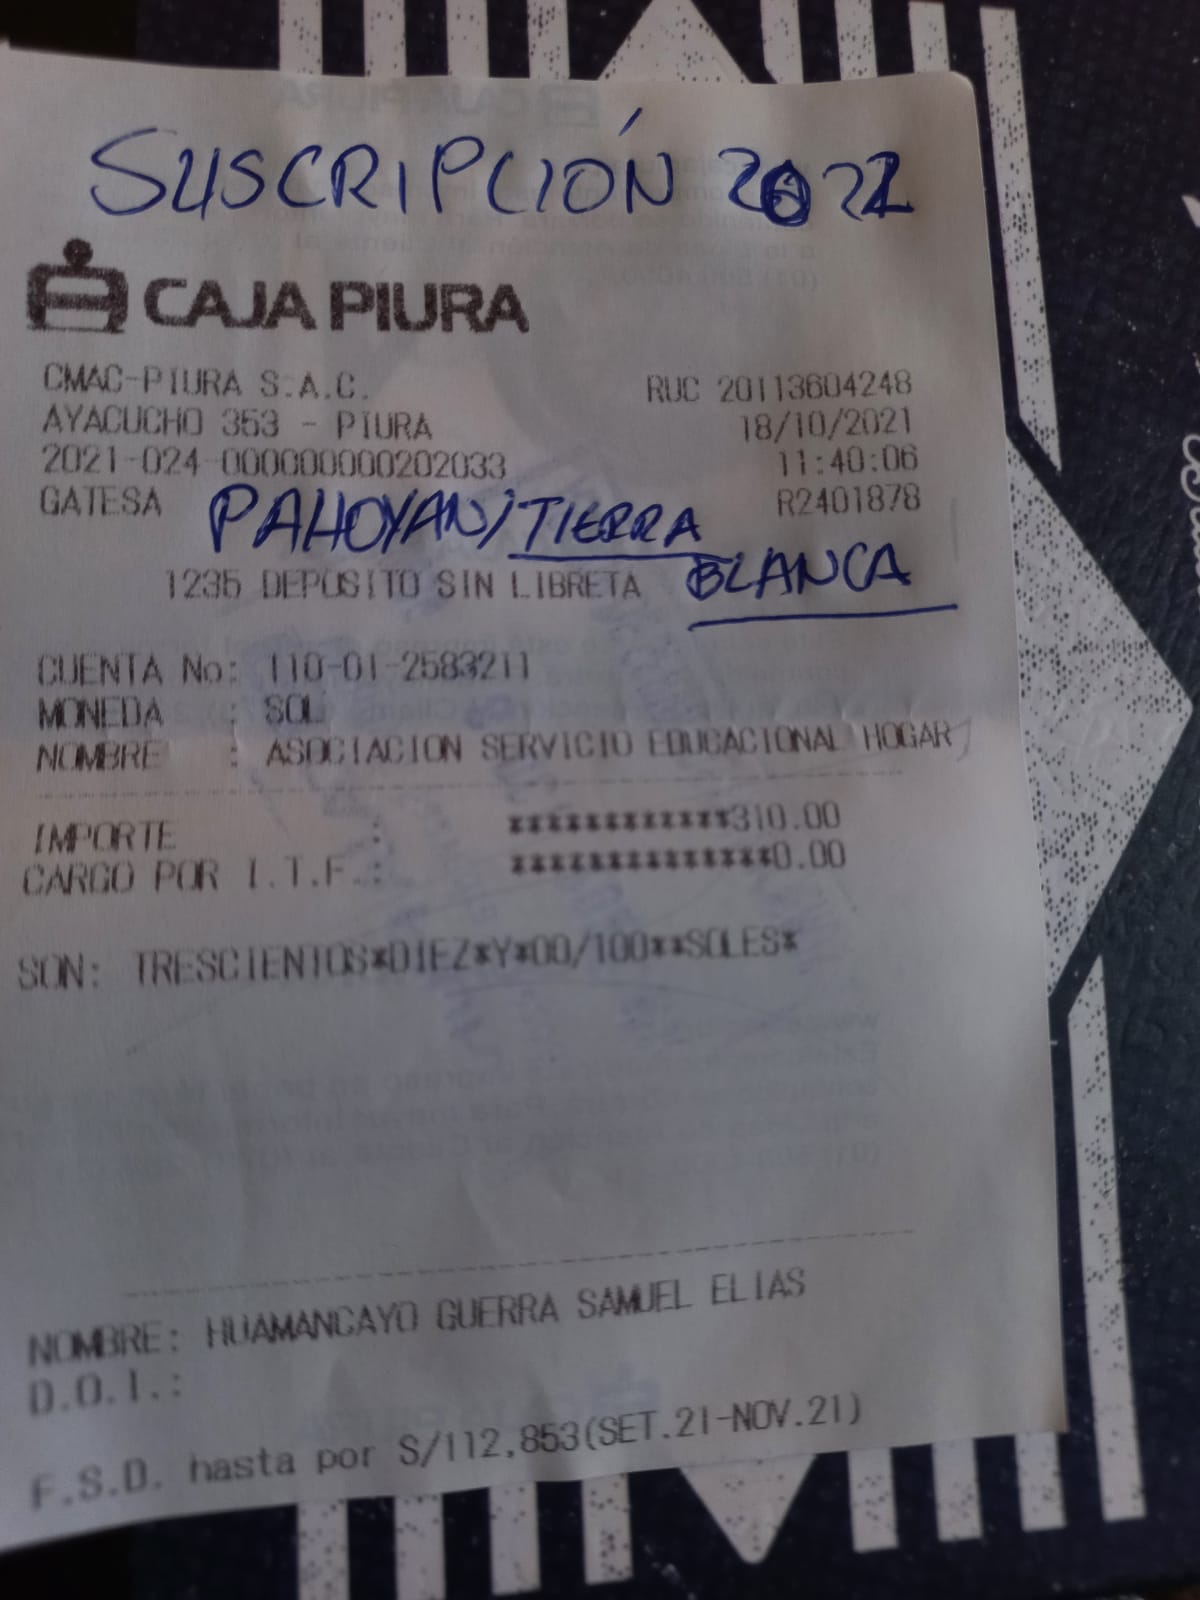 SUSCRIPCIÓN 2022
CAJA PIURA
CMAC-PIURA S.A.C. RUC 20113604248
AYACUCHO 353 - PIURA 18/10/2021
2021-024-000000000202033 11:40:06
GATESA R2401878
PAHOYAN/TIERRA
BLANCA
1235 DEPOSITO SIN LIBRETA
CUENTA No: 110-01-2583211
MONEDA : SOL
NOMBRE : ASOCIACION SERVICIO EDUCACIONAL HOGAR
IMPORTE : ************310.00
CARGO POR I.T.F.: **************0.00
SON: TRESCIENTOS*DIEZ*Y*00/100**SOLES*
NOMBRE: HUAMANCAYO GUERRA SAMUEL ELIAS
D.O.I.:
F.S.D. hasta por S/112,853(SET.21-NOV.21)